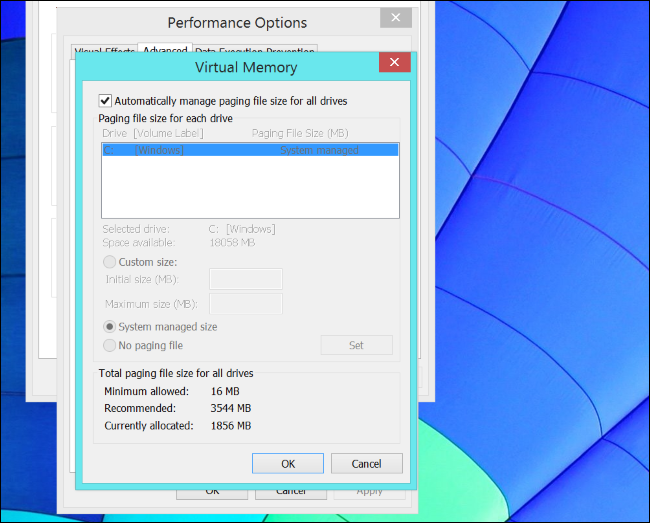 Performance Options
Visual Effects Advanced Data Execution Prevention
Virtual Memory
Automatically manage paging file size for all drives
Paging file size for each drive
Drive [Volume Label] Paging File Size (MB)
C: [Windows] System managed
Selected drive: C: [Windows]
Space available: 18058 MB
Custom size:
Initial size (MB):
Maximum size (MB):
System managed size
No paging file Set
Total paging file size for all drives
Minimum allowed: 16 MB
Recommended: 3544 MB
Currently allocated: 1856 MB
OK Cancel
OK Cancel Apply